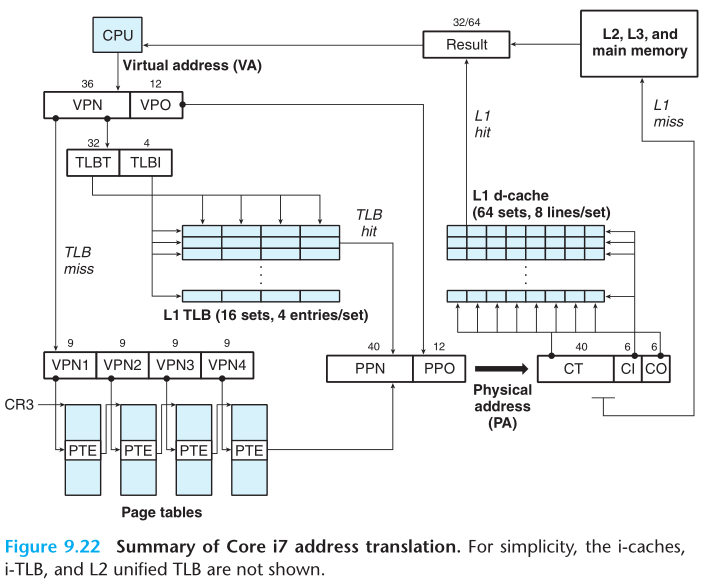 CPU
Virtual address (VA)
32/64
Result
L2, L3, and
main memory
36
12
VPN
VPO
L1
hit
L1
miss
32
4
TLBT
TLBI
TLB
miss
TLB
hit
L1 d-cache
(64 sets, 8 lines/set)
L1 TLB (16 sets, 4 entries/set)
9
9
9
9
VPN1
VPN2
VPN3
VPN4
40
12
PPN
PPO
Physical
address
(PA)
40
6
6
CT
CI
CO
CR3
PTE
PTE
PTE
PTE
Page tables
Figure 9.22 Summary of Core i7 address translation. For simplicity, the i-caches,
i-TLB, and L2 unified TLB are not shown.